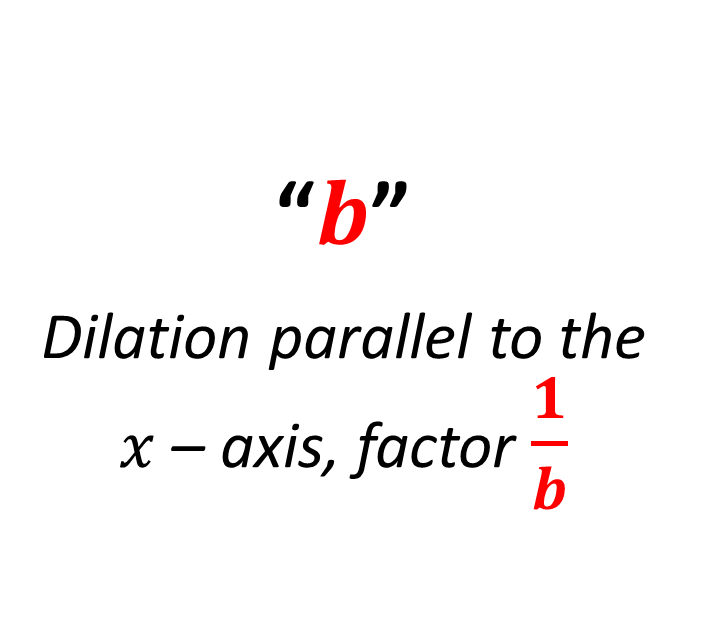 “b”
Dilation parallel to the
x – axis, factor 1/b